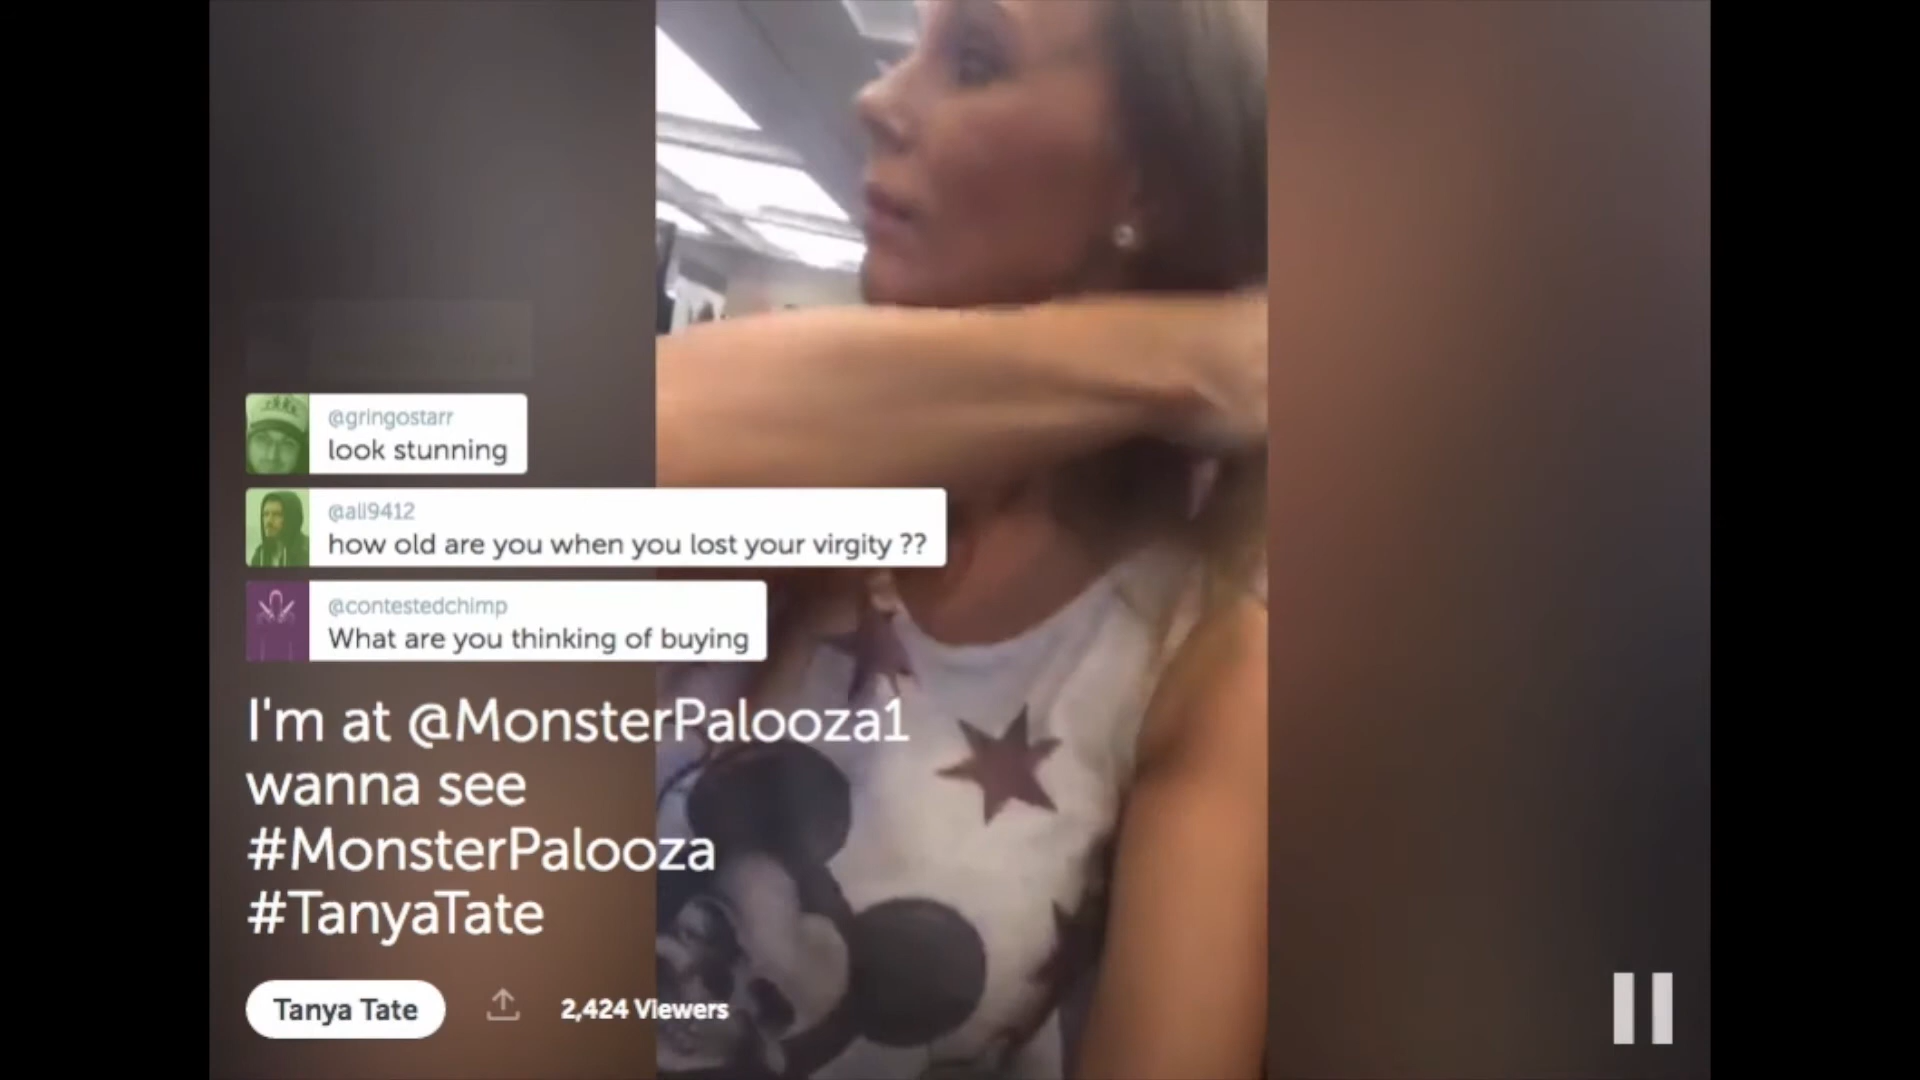 @gringostarr
look stunning
@ali9412
how old are you when you lost your virgity ??
@contestedchimp
What are you thinking of buying
I'm at @MonsterPalooza1
wanna see
#MonsterPalooza
#TanyaTate
Tanya Tate
2,424 Viewers